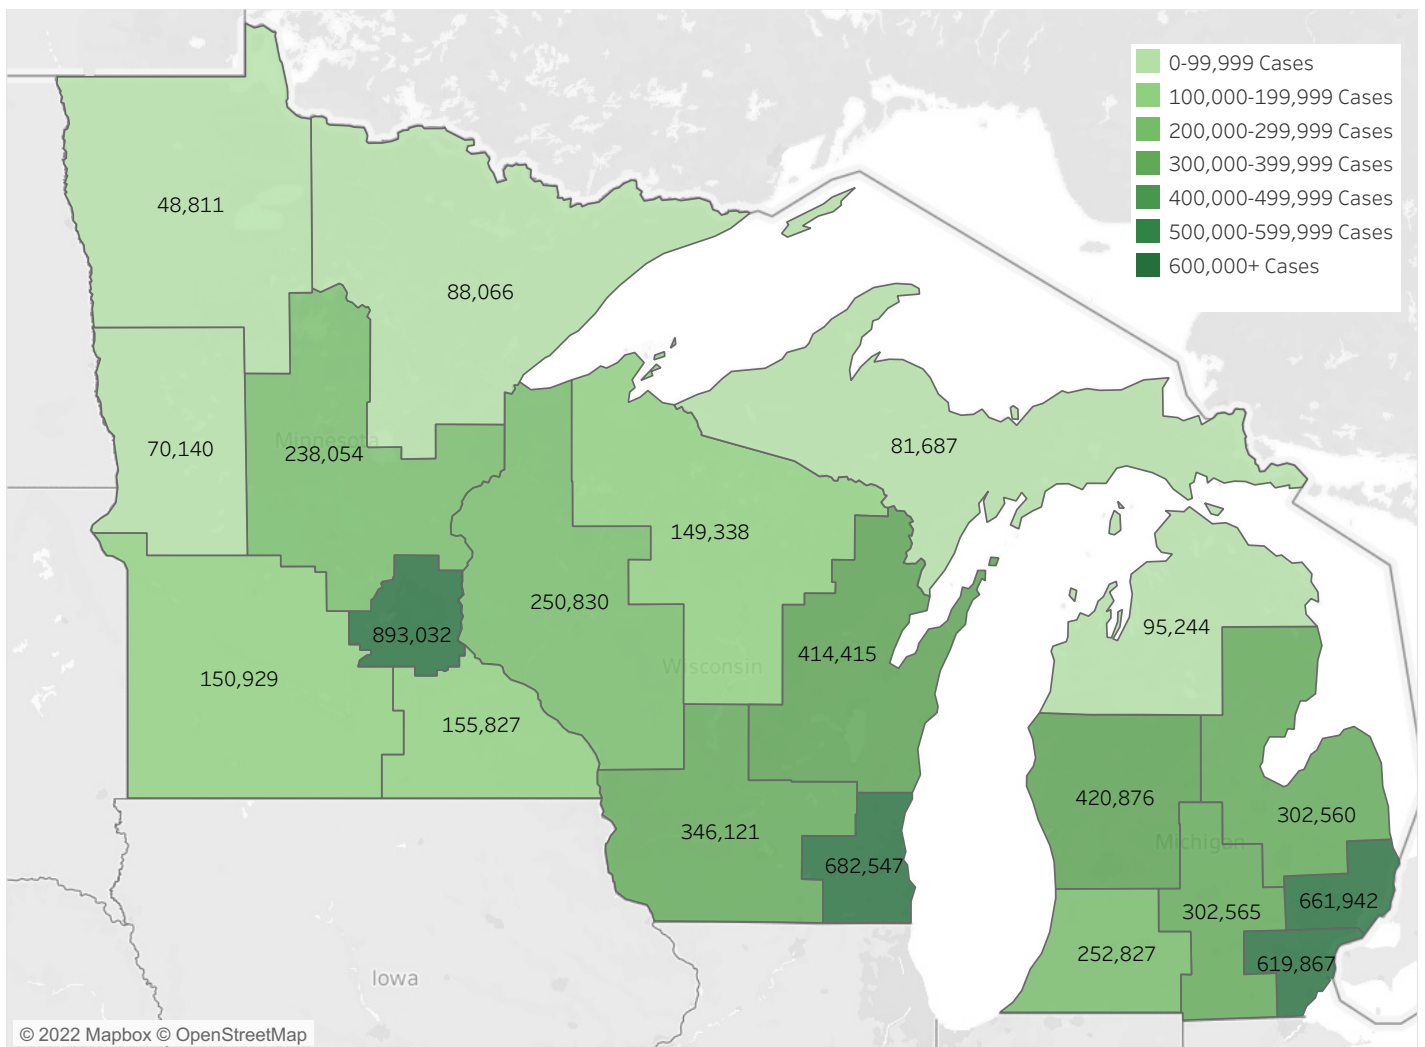 0-99,999 Cases
100,000-199,999 Cases
200,000-299,999 Cases
300,000-399,999 Cases
400,000-499,999 Cases
500,000-599,999 Cases
600,000+ Cases
48,811
88,066
70,140
Minnesota
238,054
81,687
149,338
250,830
893,032
95,244
414,415
Wisconsin
150,929
155,827
420,876
302,560
346,121
Michigan
682,547
661,942
302,565
252,827
619,867
Iowa
© 2022 Mapbox © OpenStreetMap